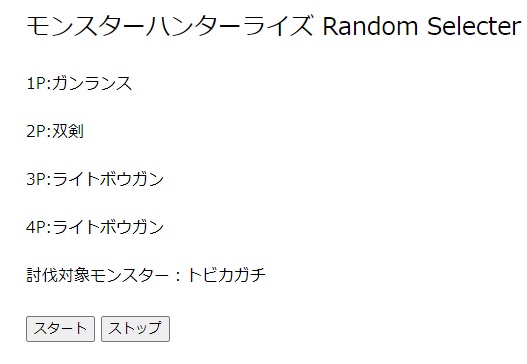 モンスターハンターライズ Random Selecter
1P:ガンランス
2P:双剣
3P:ライトボウガン
4P:ライトボウガン
討伐対象モンスター：トビカガチ
スタート ストップ